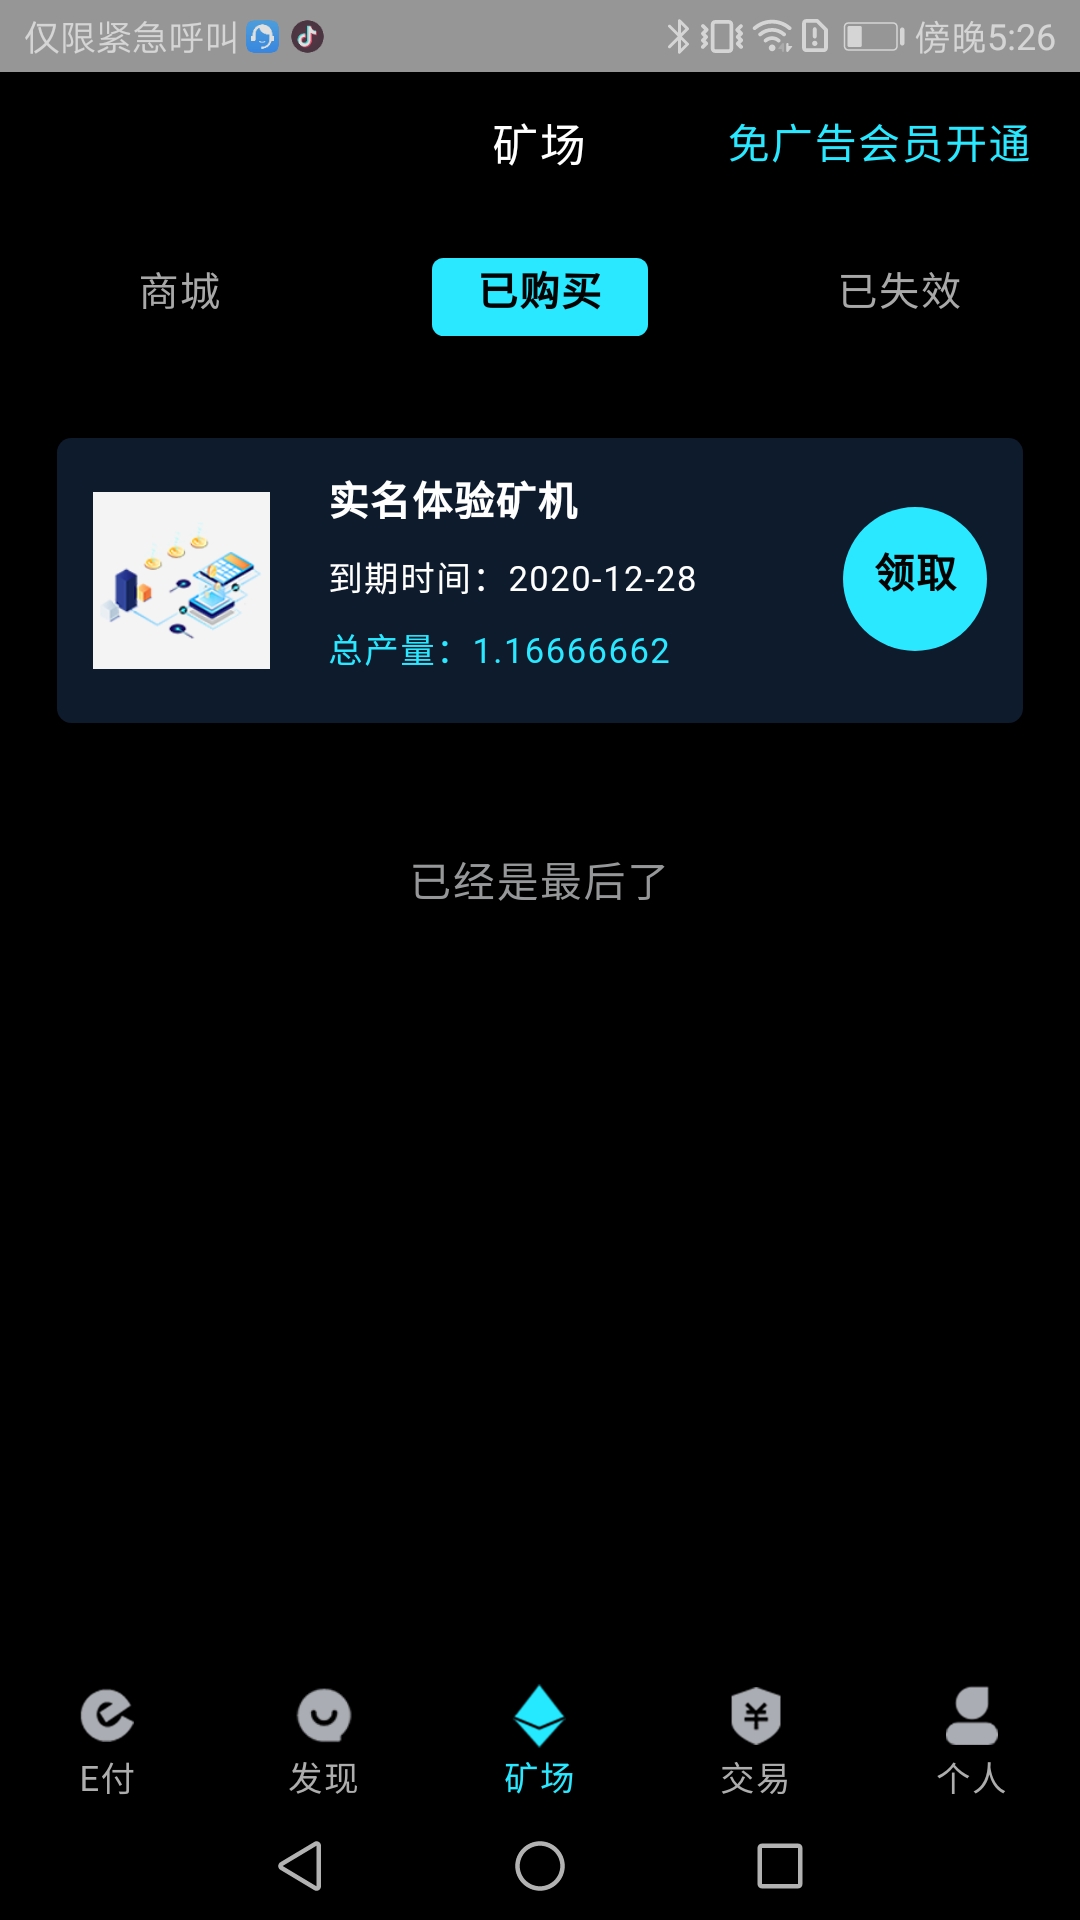 仅限紧急呼叫 傍晚5:26
矿场 免广告会员开通
商城 已购买 已失效
实名体验矿机
到期时间：2020-12-28
领取
总产量：1.16666662
已经是最后了
E付 发现 矿场 交易 个人